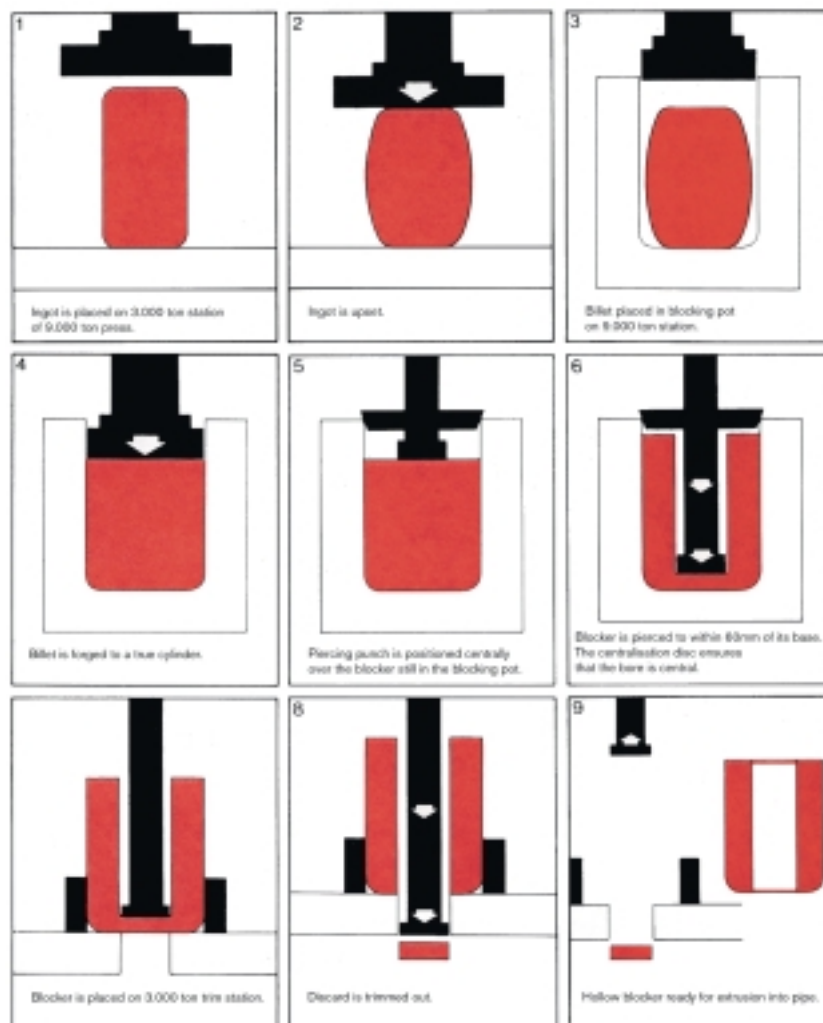 1
Ingot is placed on 3.000 ton station
of 9.000 ton press.
2
Ingot is upset.
3
Billet placed in blocking pot
on 9.000 ton station.
4
Billet is forged to a true cylinder.
5
Piercing punch is positioned centrally
over the blocker still in the blocking pot.
6
Blocker is pierced to within 60mm of its base.
The centralisation disc ensures
that the bore is central.
Blocker is placed on 3.000 ton trim station.
8
Discard is trimmed out.
9
Hollow blocker ready for extrusion into pipe.